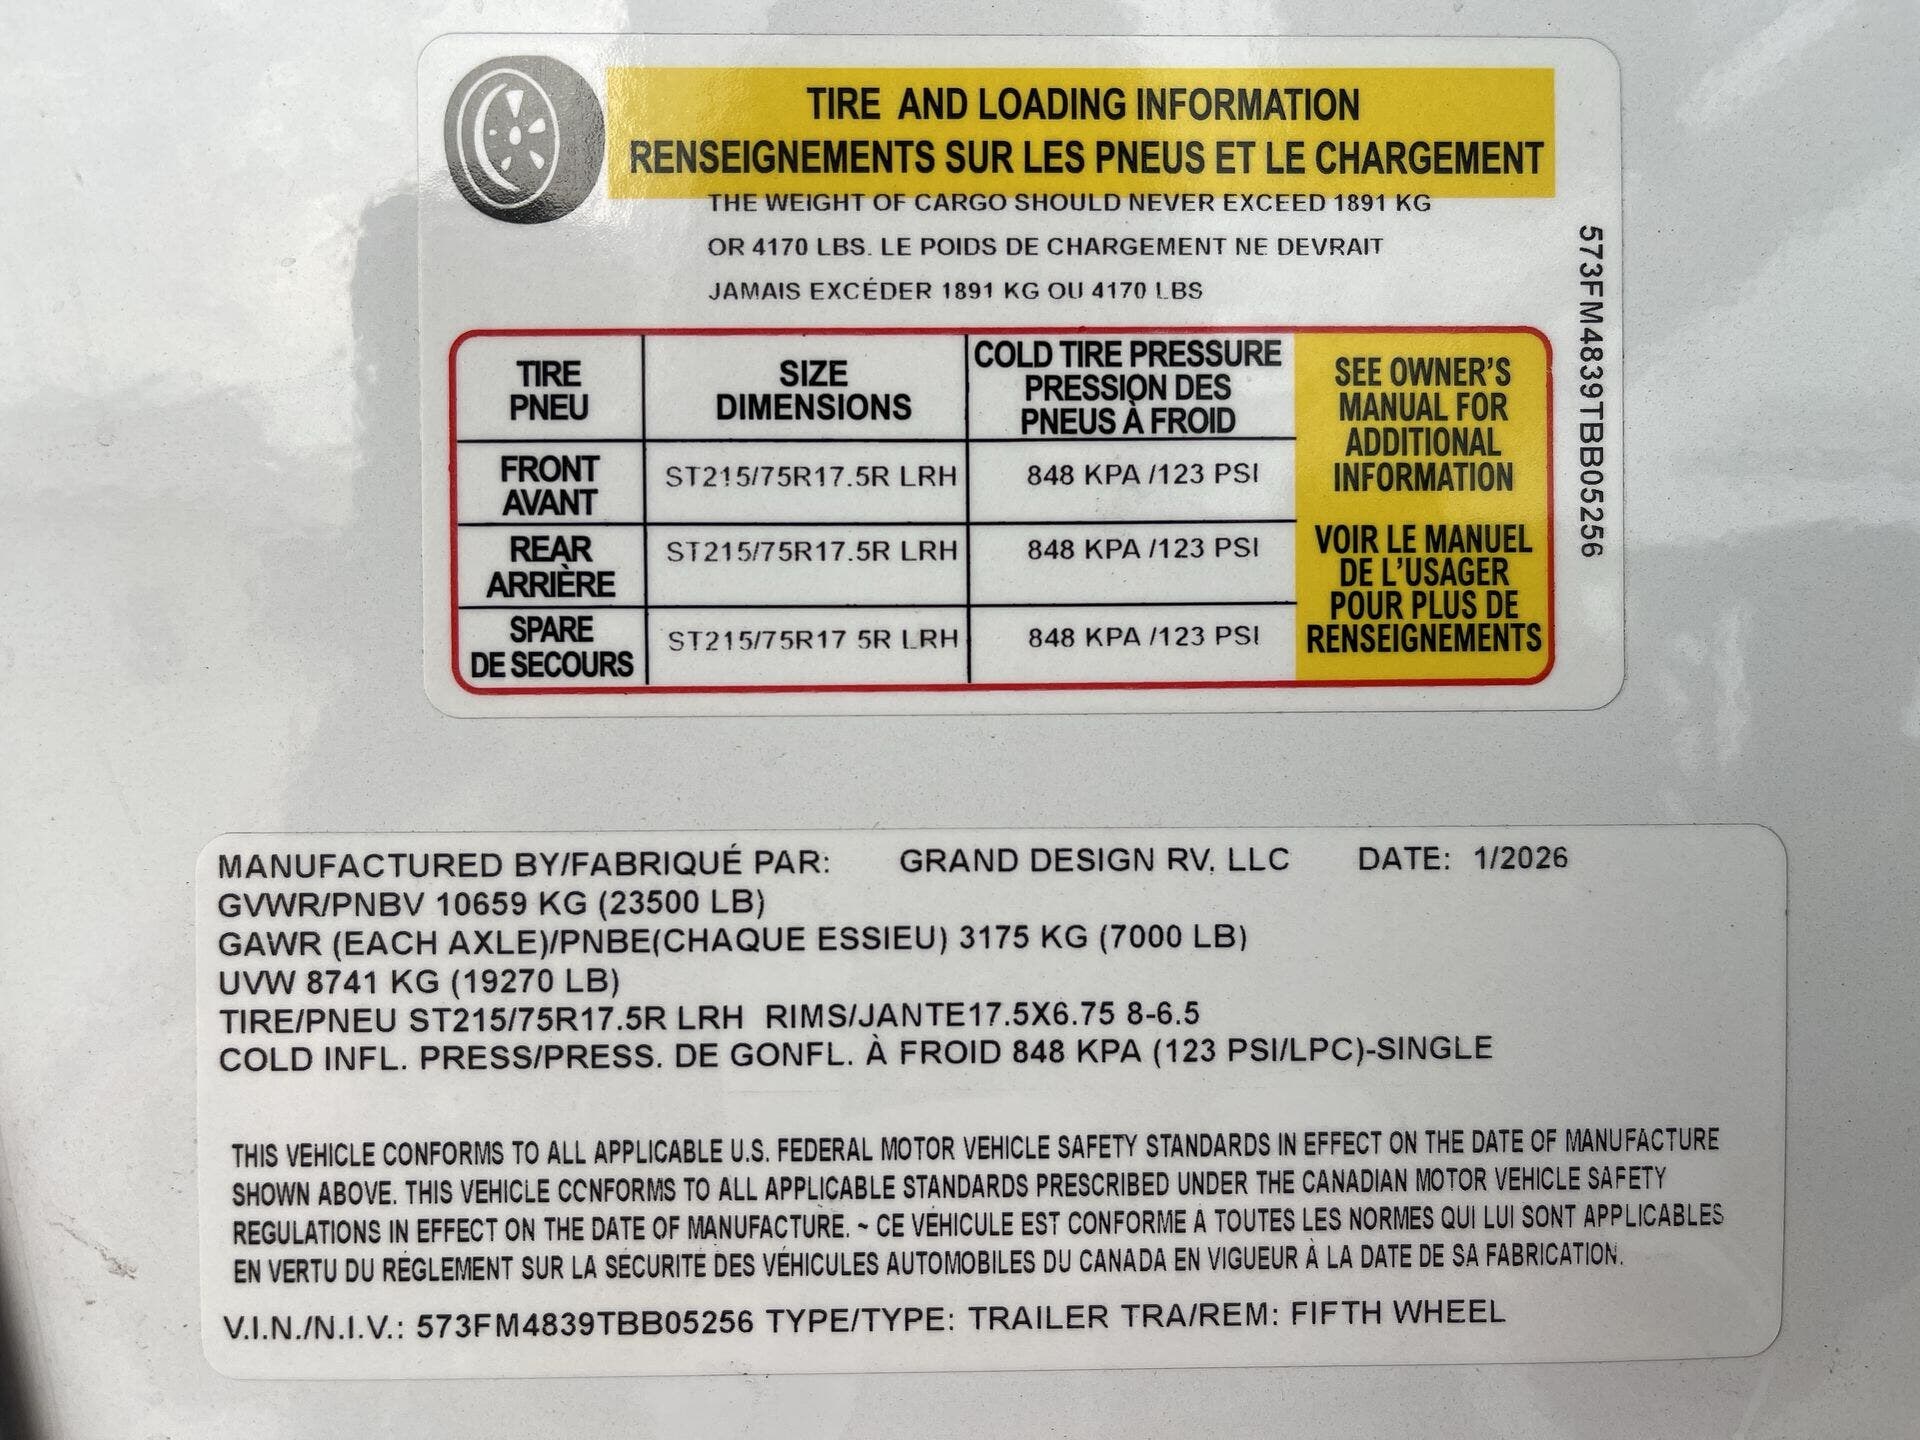 TIRE AND LOADING INFORMATION
RENSEIGNEMENTS SUR LES PNEUS ET LE CHARGEMENT
THE WEIGHT OF CARGO SHOULD NEVER EXCEED 1891 KG
OR 4170 LBS. LE POIDS DE CHARGEMENT NE DEVRAIT
JAMAIS EXCÉDER 1891 KG OU 4170 LBS
573FM4839TBB05256
TIRE
PNEU
SIZE
DIMENSIONS
COLD TIRE PRESSURE
PRESSION DES
PNEUS À FROID
FRONT
AVANT
ST215/75R17.5R LRH
848 KPA /123 PSI
REAR
ARRIÈRE
ST215/75R17.5R LRH
848 KPA /123 PSI
SPARE
DE SECOURS
ST215/75R17 5R LRH
848 KPA /123 PSI
SEE OWNER'S
MANUAL FOR
ADDITIONAL
INFORMATION
VOIR LE MANUEL
DE L'USAGER
POUR PLUS DE
RENSEIGNEMENTS
MANUFACTURED BY/FABRIQUÉ PAR: GRAND DESIGN RV, LLC DATE: 1/2026
GVWR/PNBV 10659 KG (23500 LB)
GAWR (EACH AXLE)/PNBE(CHAQUE ESSIEU) 3175 KG (7000 LB)
UVW 8741 KG (19270 LB)
TIRE/PNEU ST215/75R17.5R LRH RIMS/JANTE17.5X6.75 8-6.5
COLD INFL. PRESS/PRESS. DE GONFL. À FROID 848 KPA (123 PSI/LPC)-SINGLE
THIS VEHICLE CONFORMS TO ALL APPLICABLE U.S. FEDERAL MOTOR VEHICLE SAFETY STANDARDS IN EFFECT ON THE DATE OF MANUFACTURE
SHOWN ABOVE. THIS VEHICLE CONFORMS TO ALL APPLICABLE STANDARDS PRESCRIBED UNDER THE CANADIAN MOTOR VEHICLE SAFETY
REGULATIONS IN EFFECT ON THE DATE OF MANUFACTURE. ~ CE VÉHICULE EST CONFORME À TOUTES LES NORMES QUI LUI SONT APPLICABLES
EN VERTU DU RÈGLEMENT SUR LA SÉCURITÉ DES VÉHICULES AUTOMOBILES DU CANADA EN VIGUEUR À LA DATE DE SA FABRICATION.
V.I.N./N.I.V.: 573FM4839TBB05256 TYPE/TYPE: TRAILER TRA/REM: FIFTH WHEEL